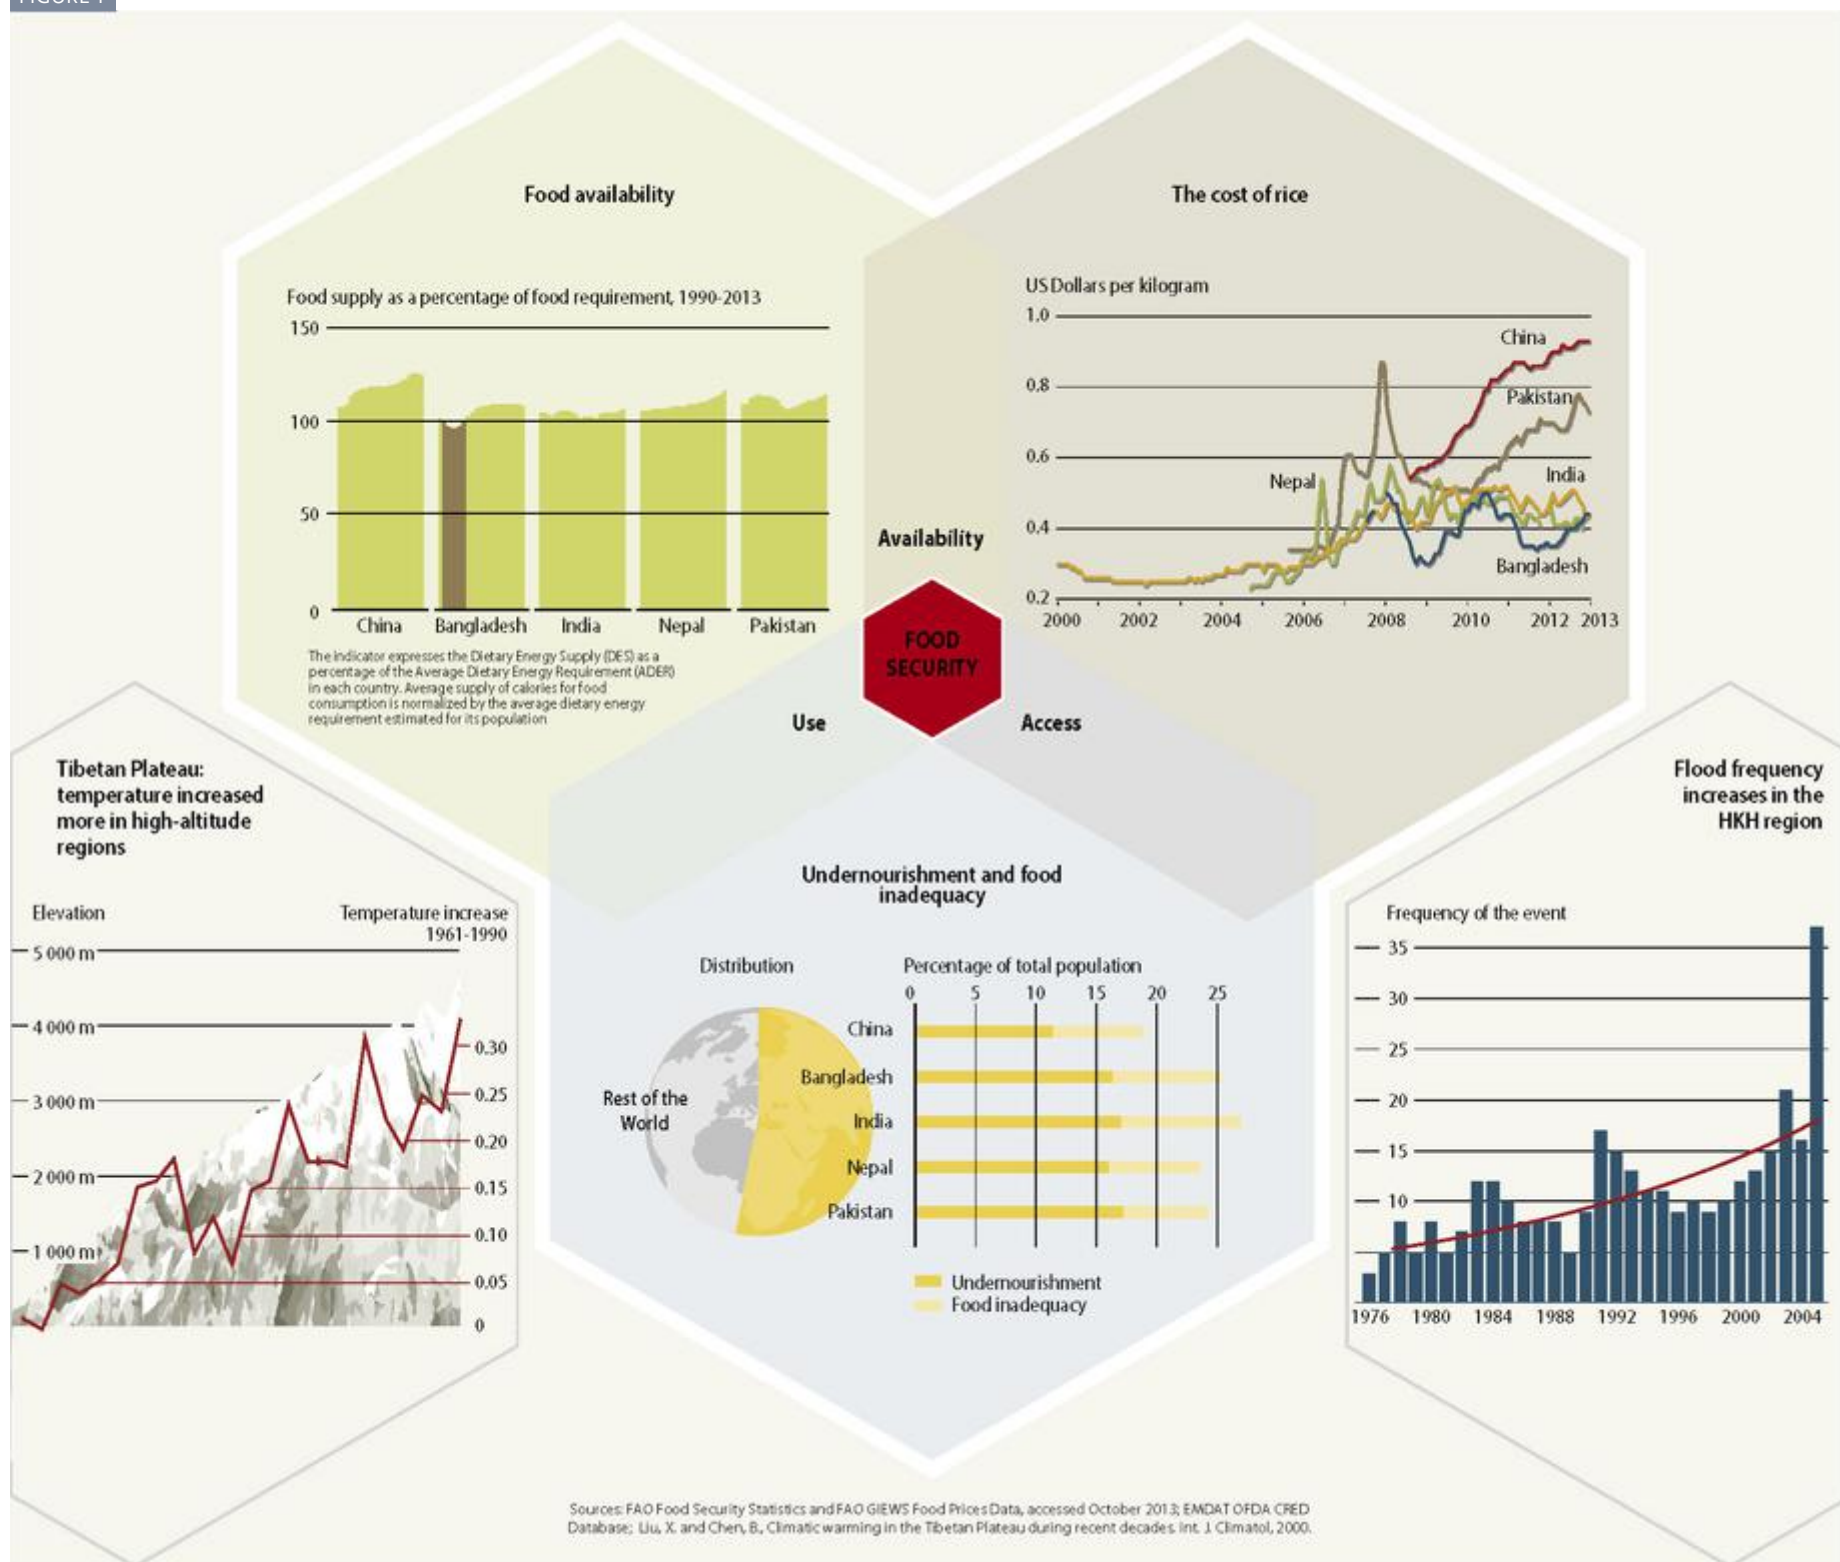 FIGURE 1
Food availability
Food supply as a percentage of food requirement, 1990-2013
150
100
50
0
China
Bangladesh
India
Nepal
Pakistan
The indicator expresses the Dietary Energy Supply (DES) as a
percentage of the Average Dietary Energy Requirement (ADER)
in each country. Average supply of calories for food
consumption is normalized by the average dietary energy
requirement estimated for its population
The cost of rice
US Dollars per kilogram
1.0
0.8
0.6
0.4
0.2
China
Pakistan
Nepal
India
Bangladesh
2000
2002
2004
2006
2008
2010
2012
2013
Availability
FOOD
SECURITY
Use
Access
Tibetan Plateau:
temperature increased
more in high-altitude
regions
Elevation
Temperature increase
1961-1990
5 000 m
4 000 m
3 000 m
2 000 m
1 000 m
0.30
0.25
0.20
0.15
0.10
0.05
0
Undernourishment and food
inadequacy
Distribution
Rest of the
World
Percentage of total population
0
5
10
15
20
25
China
Bangladesh
India
Nepal
Pakistan
Undernourishment
Food inadequacy
Flood frequency
increases in the
HKH region
Frequency of the event
35
30
25
20
15
10
1976
1980
1984
1988
1992
1996
2000
2004
Sources: FAO Food Security Statistics and FAO GIEWS Food Prices Data, accessed October 2013; EMDAT OFDA CRED
Database; Liu, X. and Chen, B., Climatic warming in the Tibetan Plateau during recent decades. Int. J. Climatol, 2000.